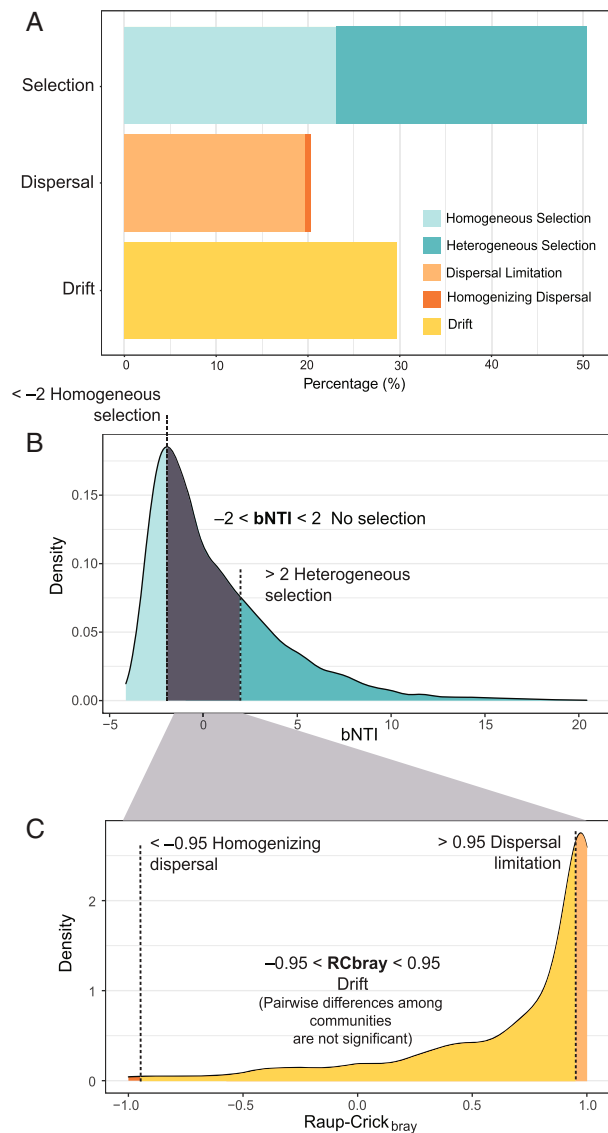 A
Selection
Dispersal
Drift
Homogeneous Selection
Heterogeneous Selection
Dispersal Limitation
Homogenizing Dispersal
Drift
0 10 20 30 40 50
Percentage (%)
< –2 Homogeneous
selection
B
–2 < bNTI < 2 No selection
> 2 Heterogeneous
selection
Density
0.15
0.10
0.05
0.00
–5 0 5 10 15 20
bNTI
C
< –0.95 Homogenizing
dispersal
> 0.95 Dispersal
limitation
–0.95 < RCbray < 0.95
Drift
(Pairwise differences among
communities
are not significant)
Density
2
1
0
–1.0 –0.5 0.0 0.5 1.0
Raup-Crickbray